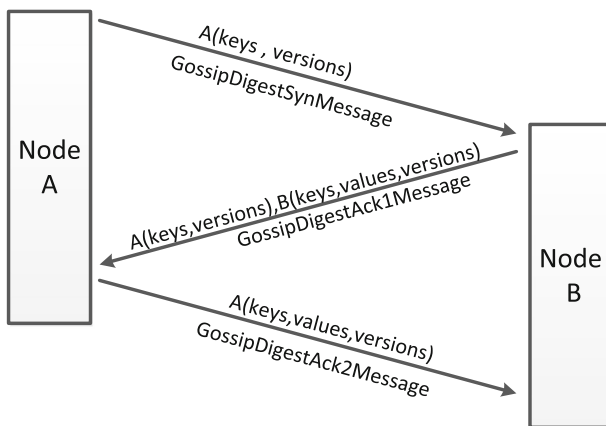 Node
A
A(keys , versions)
GossipDigestSynMessage
A(keys,versions),B(keys,values,versions)
GossipDigestAck1Message
A(keys,values,versions)
GossipDigestAck2Message
Node
B